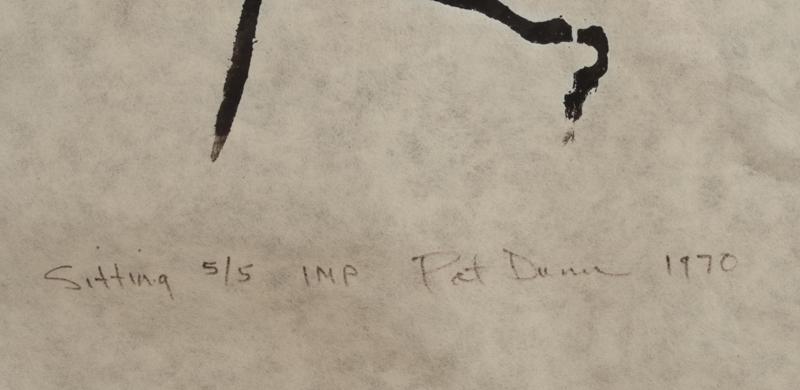 Sitting 5/5 IMP Pat Dunn 1970